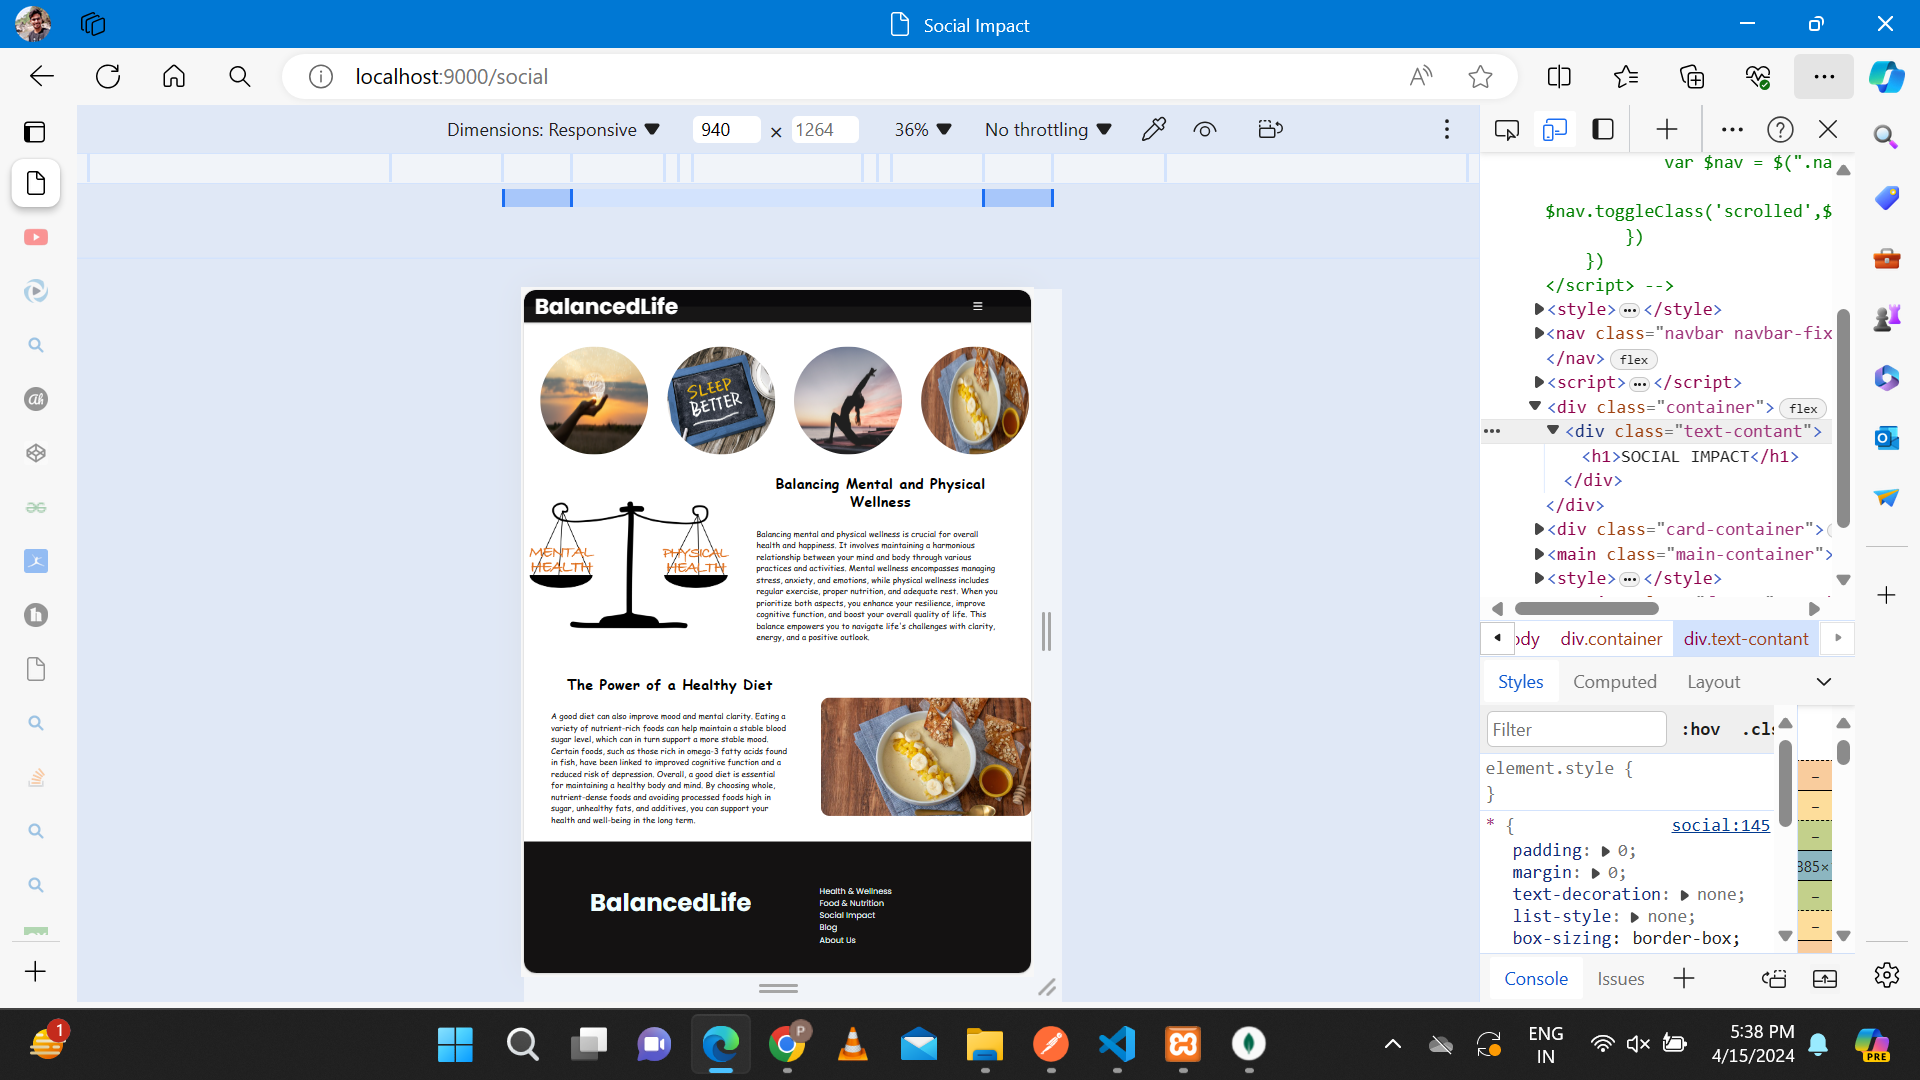 Social Impact
localhost:9000/social
Dimensions: Responsive 940 × 1264 36% No throttling
BalancedLife
SLEEP
BETTER
Balancing Mental and Physical
Wellness
MENTAL
HEALTH
PHYSICAL
HEALTH
Balancing mental and physical wellness is crucial for overall
health and happiness. It involves maintaining a harmonious
relationship between your mind and body through various
practices and activities. Mental wellness encompasses managing
stress, anxiety, and emotions, while physical wellness includes
regular exercise, proper nutrition, and adequate rest. When you
prioritize both aspects, you enhance your resilience, improve
cognitive function, and boost your overall quality of life. This
balance empowers you to navigate life's challenges with clarity,
energy, and a positive outlook.
The Power of a Healthy Diet
A good diet can also improve mood and mental clarity. Eating a
variety of nutrient-rich foods can help maintain a stable blood
sugar level, which can in turn support a more stable mood.
Certain foods, such as those rich in omega-3 fatty acids found
in fish, have been linked to improved cognitive function and a
reduced risk of depression. Overall, a good diet is essential
for maintaining a healthy body and mind. By choosing whole,
nutrient-dense foods and avoiding processed foods high in
sugar, unhealthy fats, and additives, you can support your
health and well-being in the long term.
BalancedLife
Health & Wellness
Food & Nutrition
Social Impact
Blog
About Us
var $nav = $(".na
$nav.toggleClass('scrolled',$
})
})
</script> -->
<style>…</style>
<nav class="navbar navbar-fix
</nav> flex
<script>…</script>
<div class="container"> flex
<div class="text-contant">
<h1>SOCIAL IMPACT</h1>
</div>
</div>
<div class="card-container">
<main class="main-container">
<style>…</style>
ody div.container div.text-contant
Styles Computed Layout
Filter :hov .cls
element.style {
}
* { social:145
padding: 0;
margin: 0;
text-decoration: none;
list-style: none;
box-sizing: border-box;
885×
Console Issues
1
P
ENG
IN
5:38 PM
4/15/2024
PRE